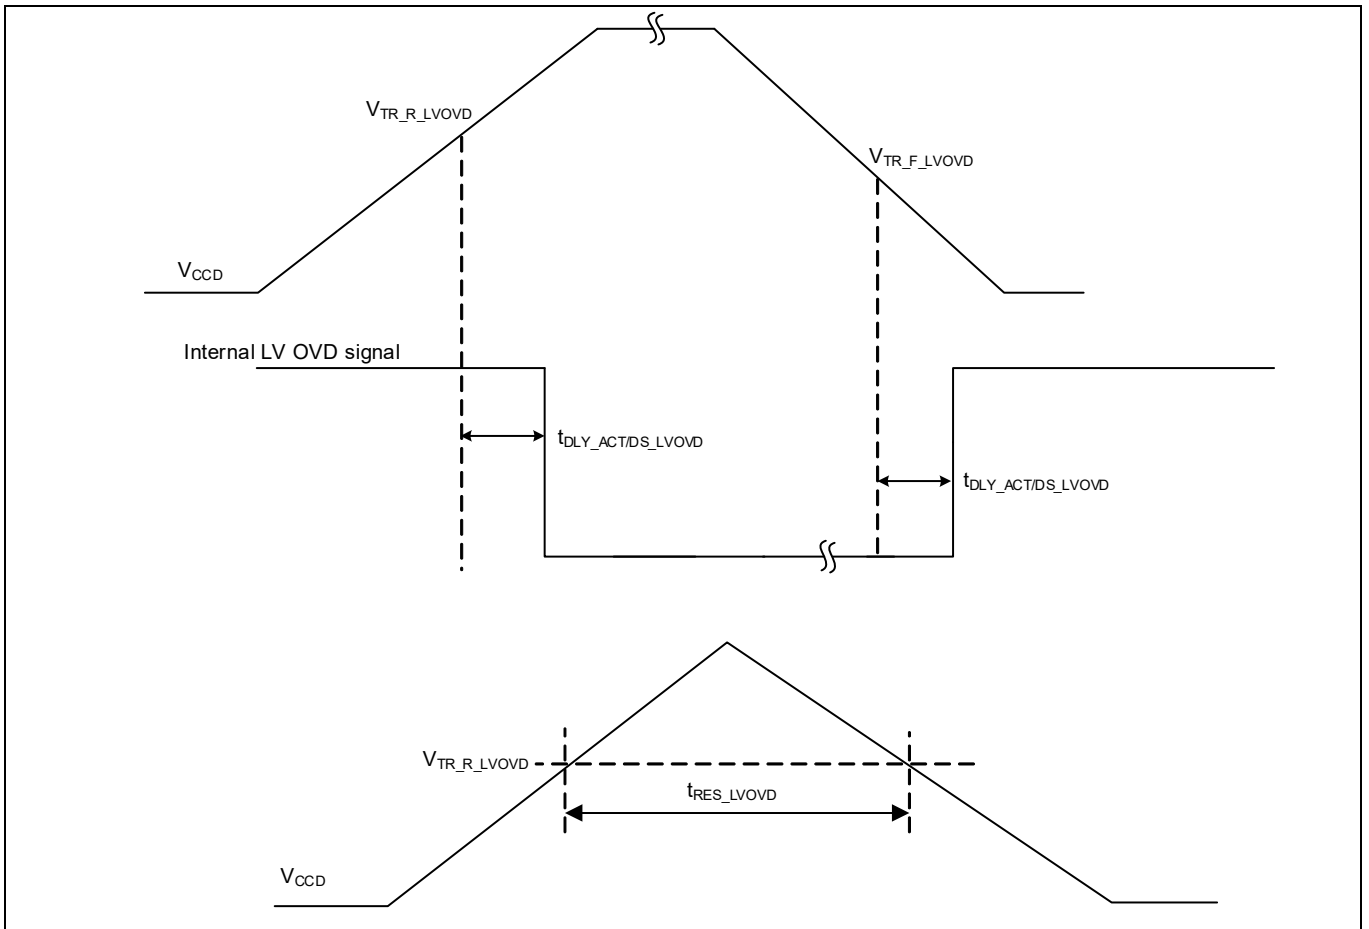 VTR_R_LVOVD
VTR_F_LVOVD
VCCD
Internal LV OVD signal
tDLY_ACT/DS_LVOVD
tDLY_ACT/DS_LVOVD
VTR_R_LVOVD
tRES_LVOVD
VCCD